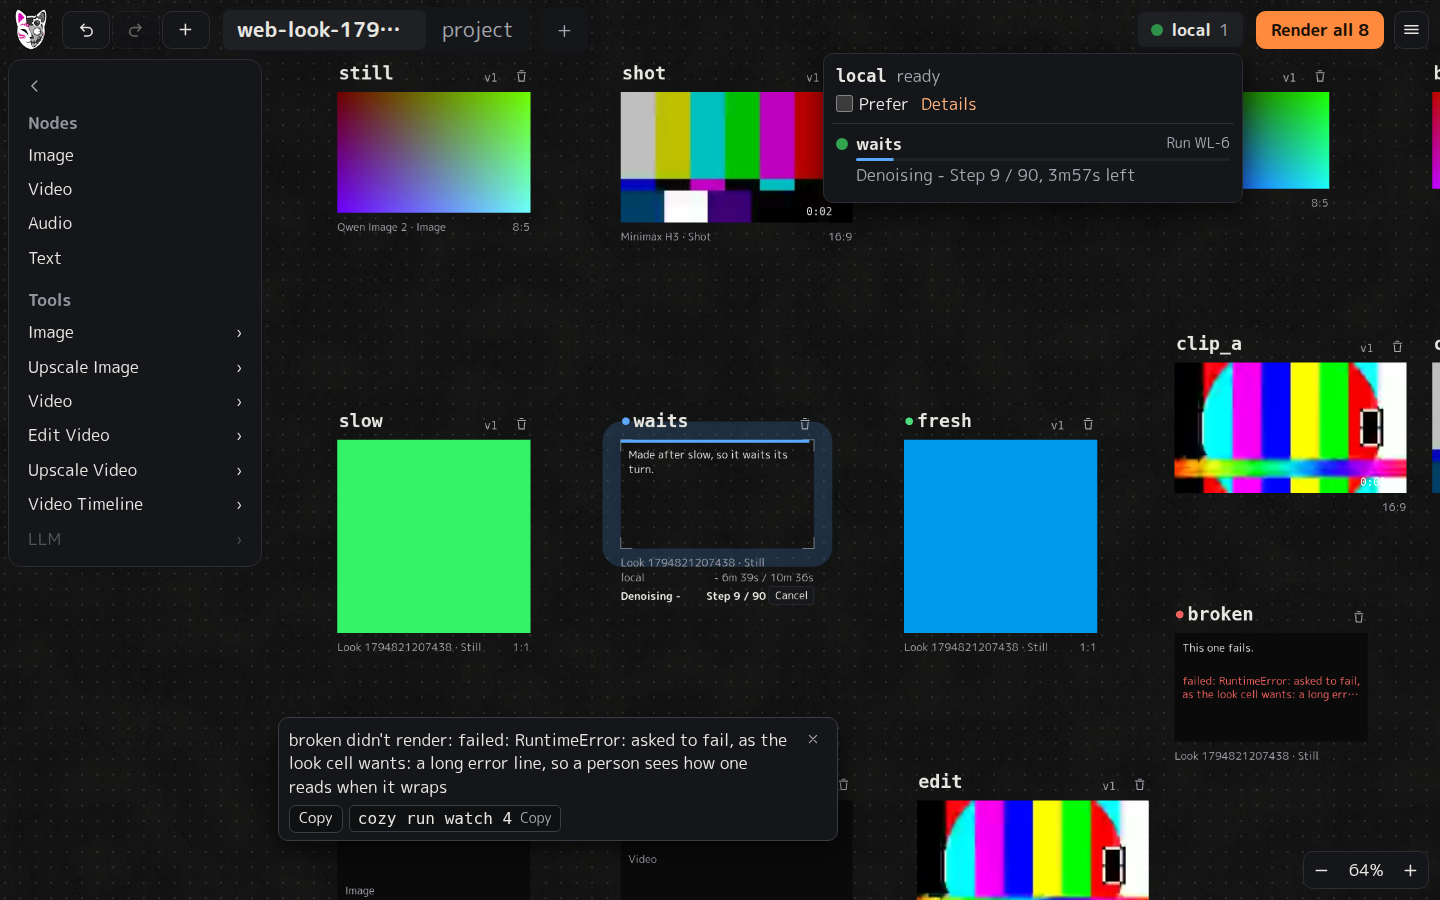 web-look-179···
project
local 1
Render all 8
Nodes
Image
Video
Audio
Text
Tools
Image
Upscale Image
Video
Edit Video
Upscale Video
Video Timeline
LLM
still
v1
Qwen Image 2 · Image
8:5
shot
v1
0:02
Minimax H3 · Shot
16:9
local ready
Prefer Details
waits
Run WL-6
Denoising - Step 9 / 90, 3m57s left
v1
8:5
slow
v1
Look 1794821207438 · Still
1:1
waits
Made after slow, so it waits its
turn.
Look 1794821207438 · Still
local
- 6m 39s / 10m 36s
Denoising -
Step 9 / 90
Cancel
fresh
v1
Look 1794821207438 · Still
1:1
clip_a
v1
16:9
broken
This one fails.
failed: RuntimeError: asked to fail,
as the look cell wants: a long err···
Look 1794821207438 · Still
broken didn't render: failed: RuntimeError: asked to fail, as the
look cell wants: a long error line, so a person sees how one
reads when it wraps
Copy
cozy run watch 4 Copy
Image
Video
edit
v1
64%